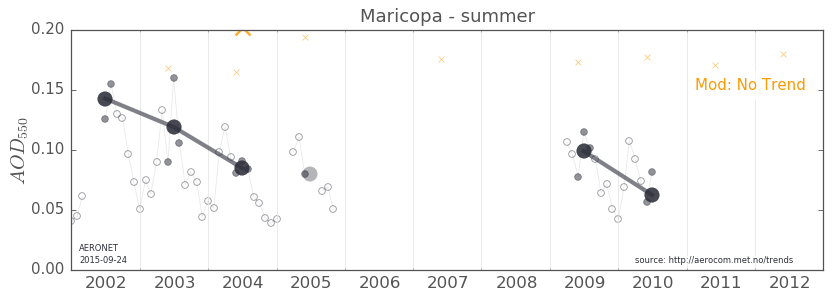 Maricopa - summer
0.20
0.15
0.10
0.05
0.00
AOD550
Mod: No Trend
AERONET
2015-09-24
source: http://aerocom.met.no/trends
2002 2003 2004 2005 2006 2007 2008 2009 2010 2011 2012